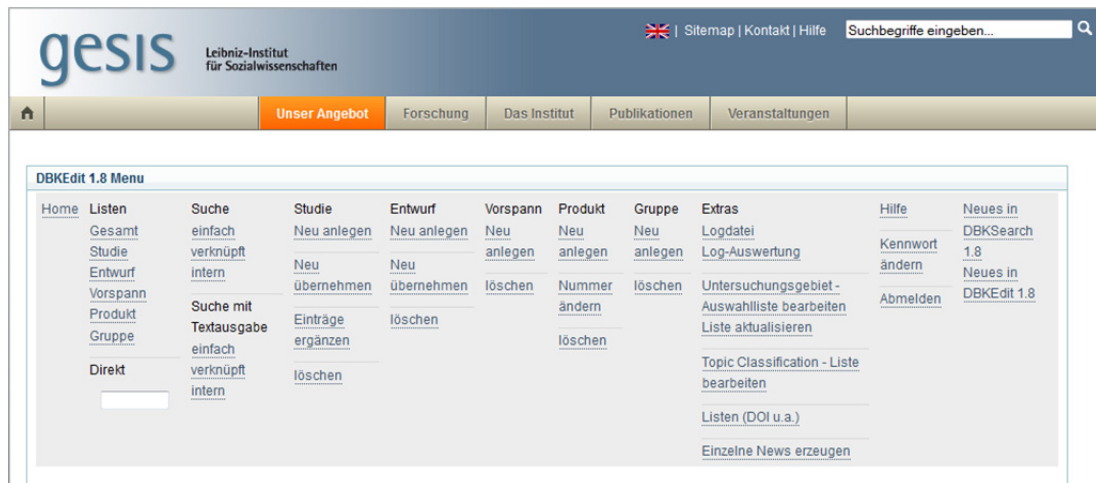 gesis
Leibniz-Institut
für Sozialwissenschaften
| Sitemap | Kontakt | Hilfe
Suchbegriffe eingeben...
Unser Angebot
Forschung
Das Institut
Publikationen
Veranstaltungen
DBKEdit 1.8 Menu
Home
Listen
Gesamt
Studie
Entwurf
Vorspann
Produkt
Gruppe
Direkt
Suche
einfach
verknüpft
intern
Suche mit
Textausgabe
einfach
verknüpft
intern
Studie
Neu anlegen
Neu
übernehmen
Einträge
ergänzen
löschen
Entwurf
Neu anlegen
Neu
übernehmen
löschen
Vorspann
Neu
anlegen
löschen
Produkt
Neu
anlegen
Nummer
ändern
löschen
Gruppe
Neu
anlegen
löschen
Extras
Logdatei
Log-Auswertung
Untersuchungsgebiet -
Auswahlliste bearbeiten
Liste aktualisieren
Topic Classification - Liste
bearbeiten
Listen (DOI u.a.)
Einzelne News erzeugen
Hilfe
Kennwort
ändern
Abmelden
Neues in
DBKSearch
1.8
Neues in
DBKEdit 1.8